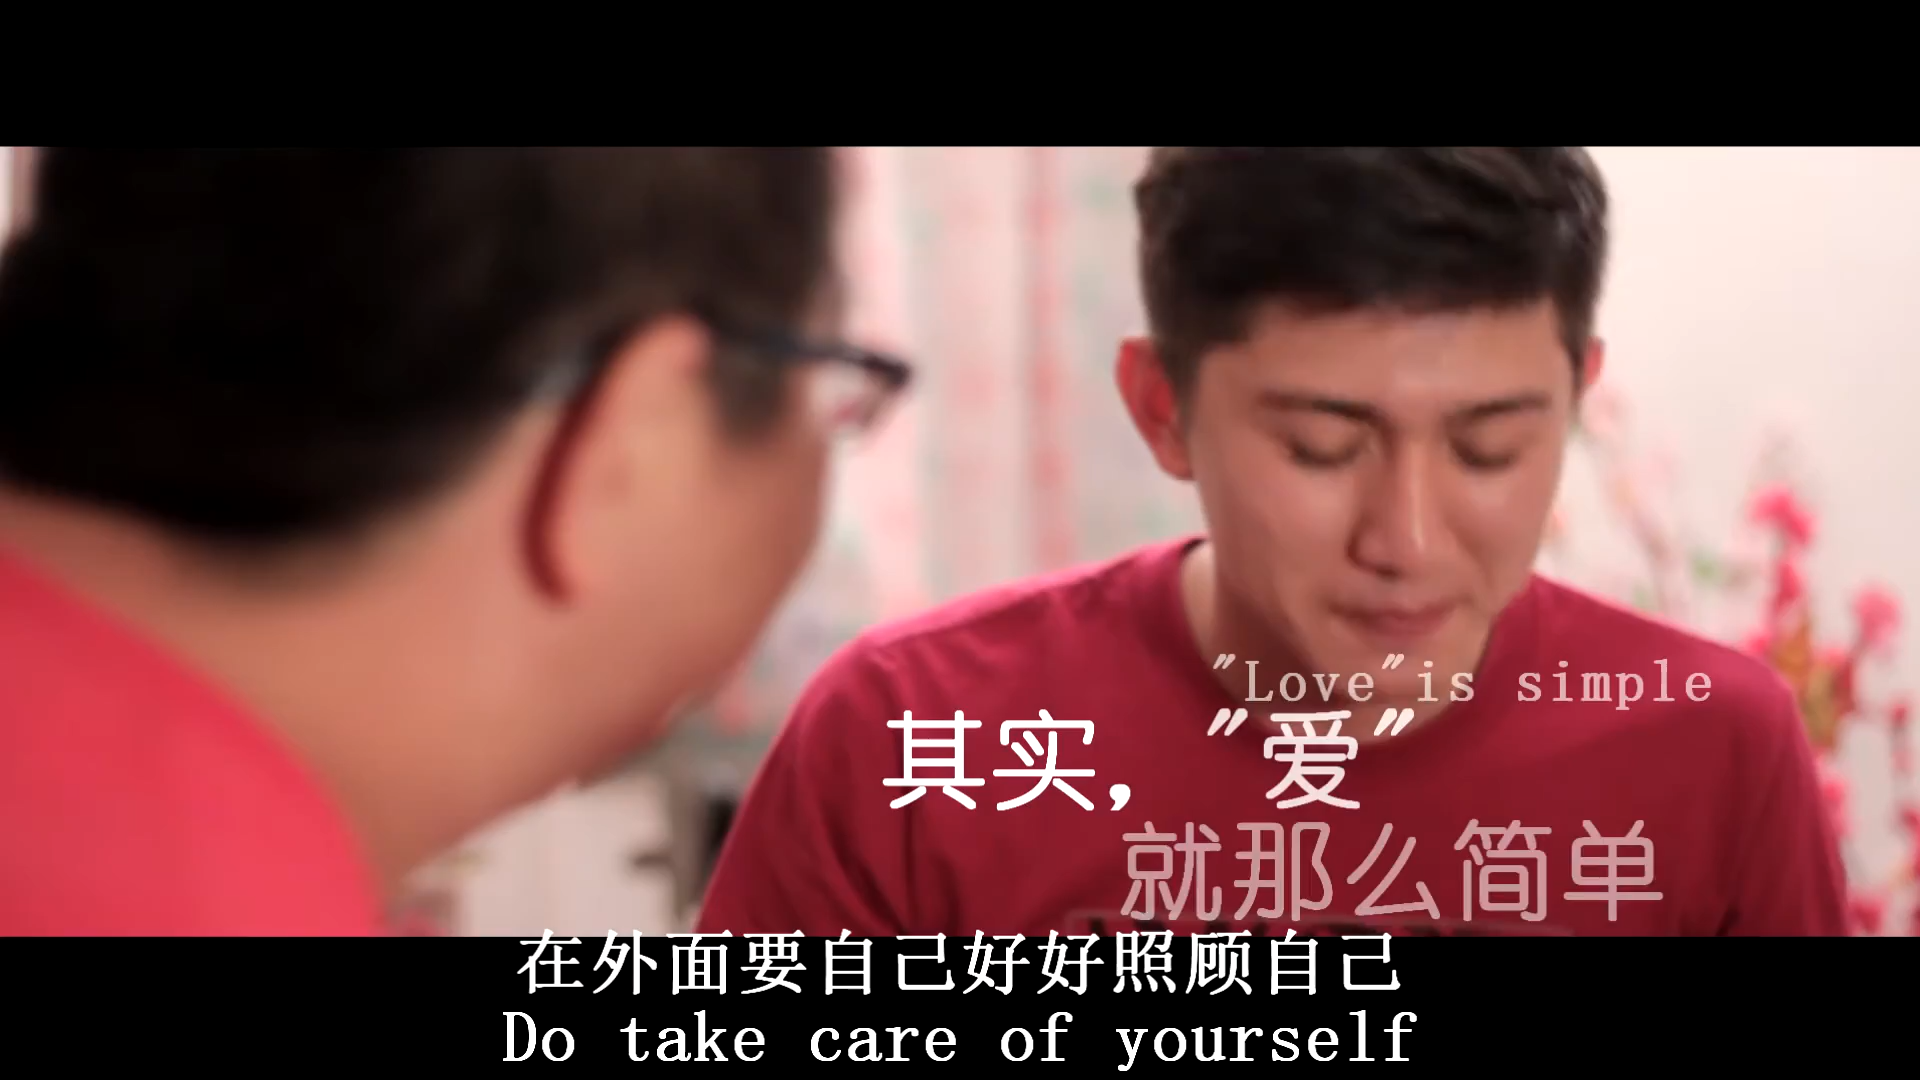 "Love"is simple
其实，"爱"
就那么简单
在外面要自己好好照顾自己
Do take care of yourself